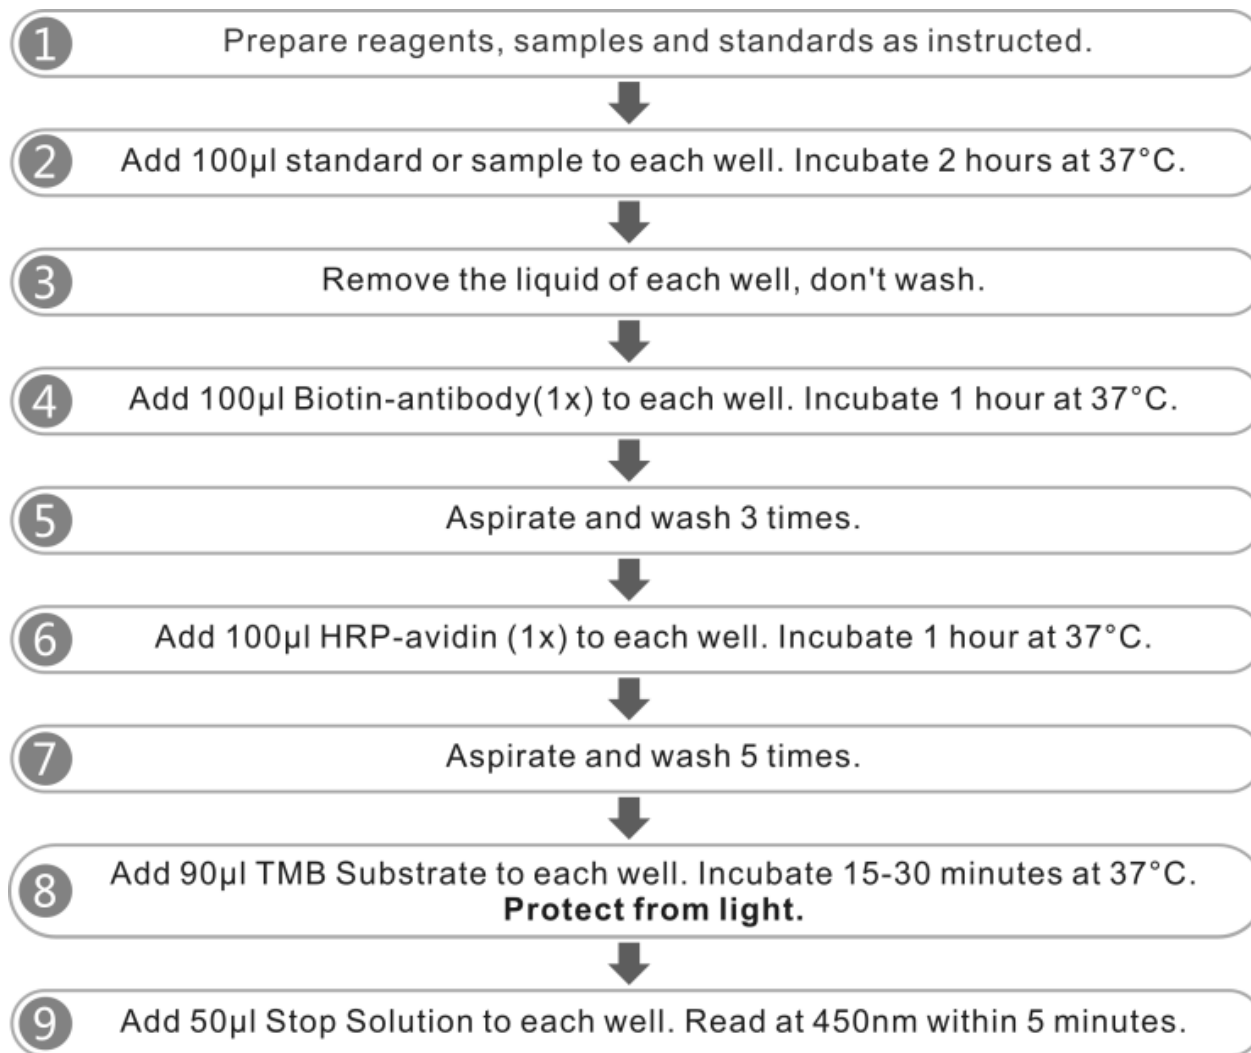 1 Prepare reagents, samples and standards as instructed.
2 Add 100µl standard or sample to each well. Incubate 2 hours at 37°C.
3 Remove the liquid of each well, don't wash.
4 Add 100µl Biotin-antibody(1x) to each well. Incubate 1 hour at 37°C.
5 Aspirate and wash 3 times.
6 Add 100µl HRP-avidin (1x) to each well. Incubate 1 hour at 37°C.
7 Aspirate and wash 5 times.
8 Add 90µl TMB Substrate to each well. Incubate 15-30 minutes at 37°C.
Protect from light.
9 Add 50µl Stop Solution to each well. Read at 450nm within 5 minutes.